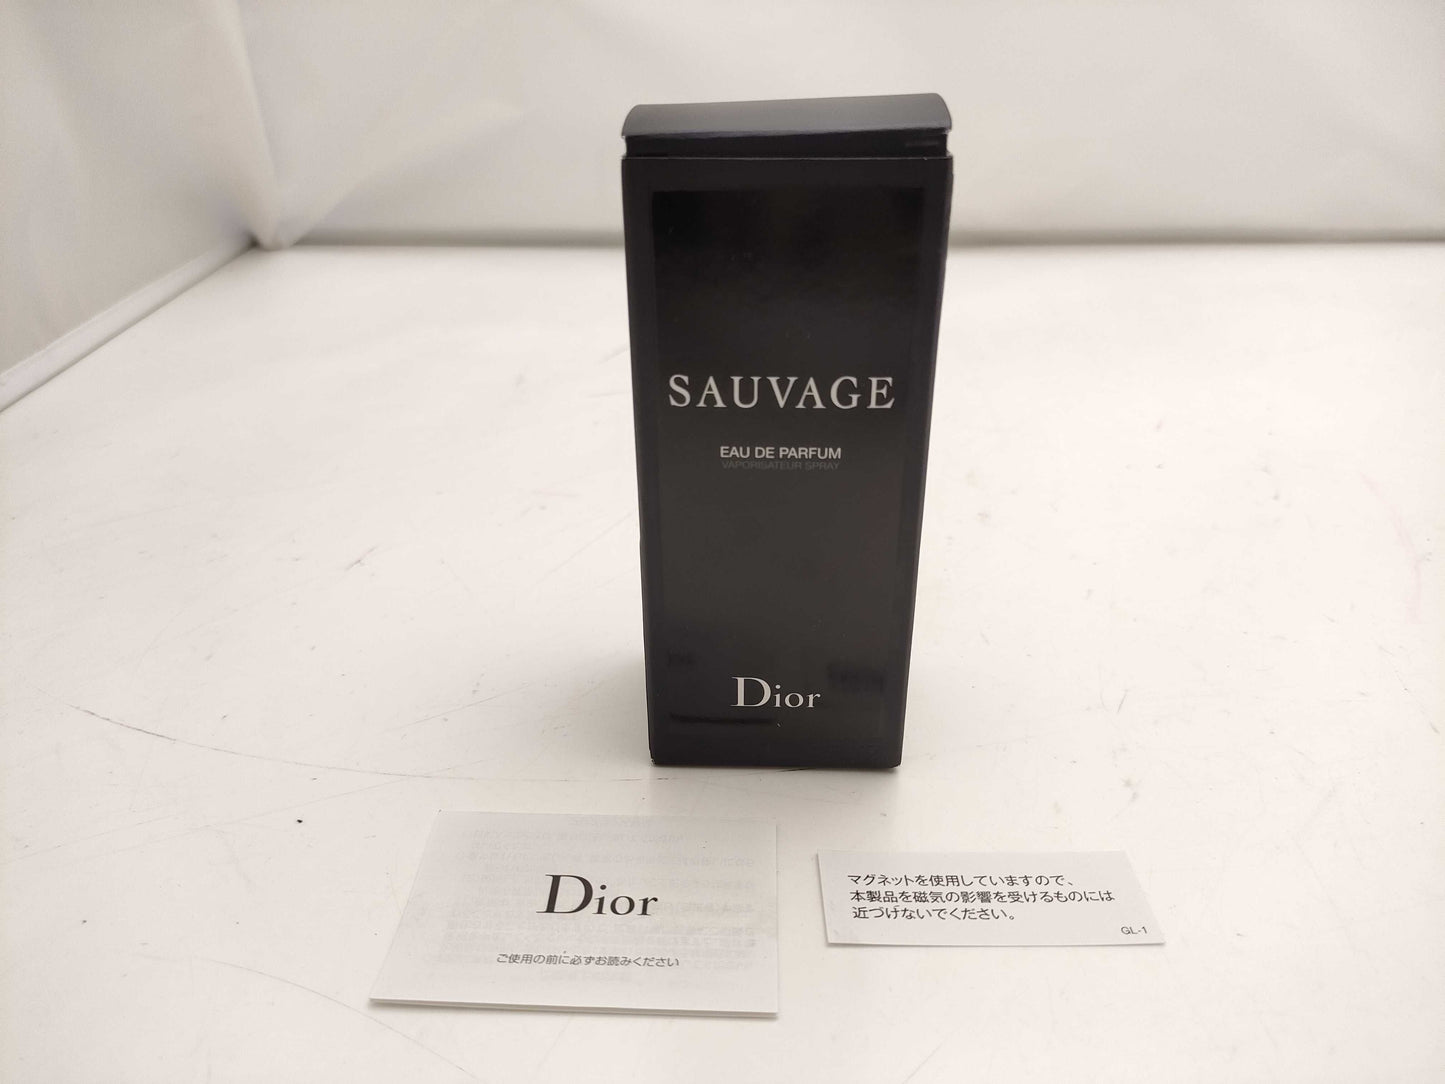 SAUVAGE
EAU DE PARFUM
VAPORISATEUR SPRAY
Dior
Dior
ご使用の前に必ずお読みください
マグネットを使用していますので、
本製品を磁気の影響を受けるものには
近づけないでください。
GL-1